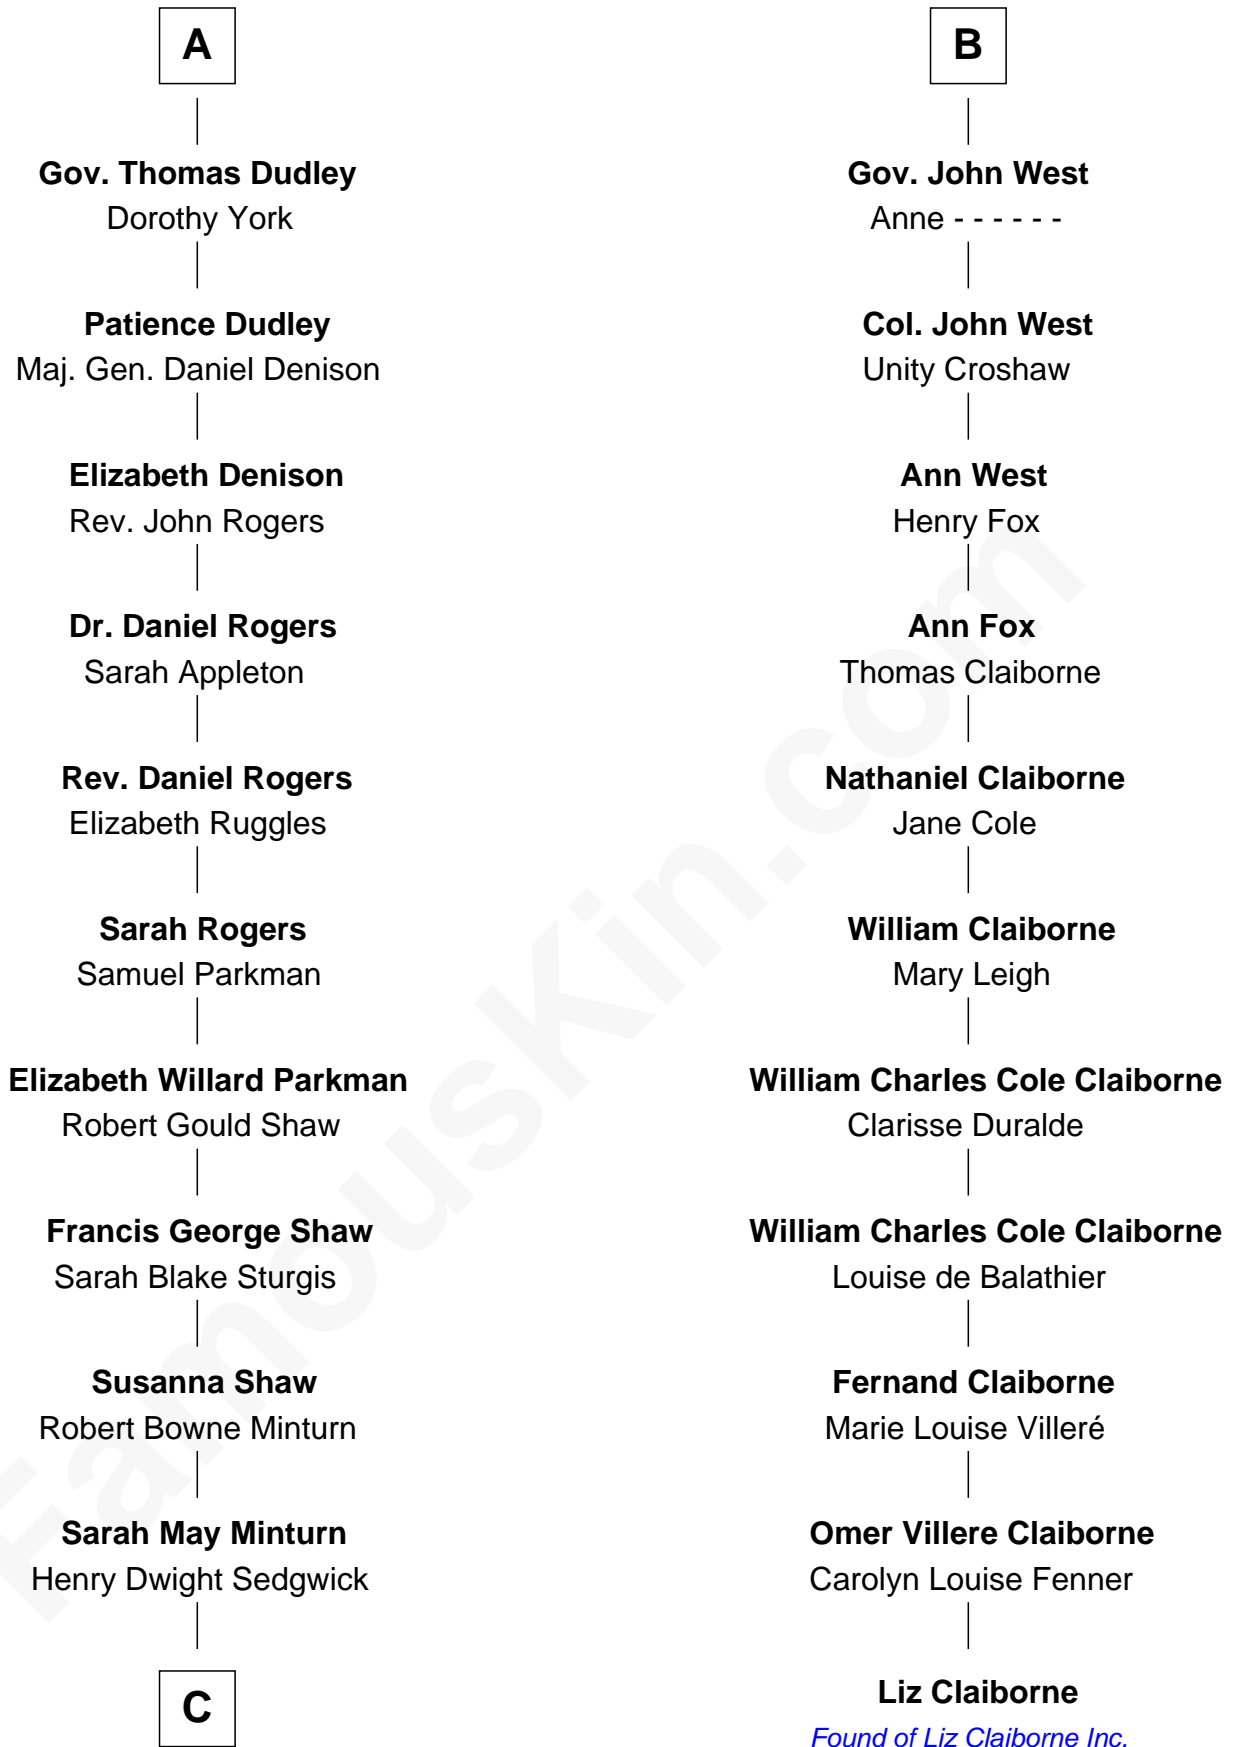 A
Gov. Thomas Dudley
Dorothy York
Patience Dudley
Maj. Gen. Daniel Denison
Elizabeth Denison
Rev. John Rogers
Dr. Daniel Rogers
Sarah Appleton
Rev. Daniel Rogers
Elizabeth Ruggles
Sarah Rogers
Samuel Parkman
Elizabeth Willard Parkman
Robert Gould Shaw
Francis George Shaw
Sarah Blake Sturgis
Susanna Shaw
Robert Bowne Minturn
Sarah May Minturn
Henry Dwight Sedgwick
C
B
Gov. John West
Anne - - - - - -
Col. John West
Unity Croshaw
Ann West
Henry Fox
Ann Fox
Thomas Claiborne
Nathaniel Claiborne
Jane Cole
William Claiborne
Mary Leigh
William Charles Cole Claiborne
Clarisse Duralde
William Charles Cole Claiborne
Louise de Balathier
Fernand Claiborne
Marie Louise Villeré
Omer Villere Claiborne
Carolyn Louise Fenner
Liz Claiborne
Found of Liz Claiborne Inc.
FamousKin.com